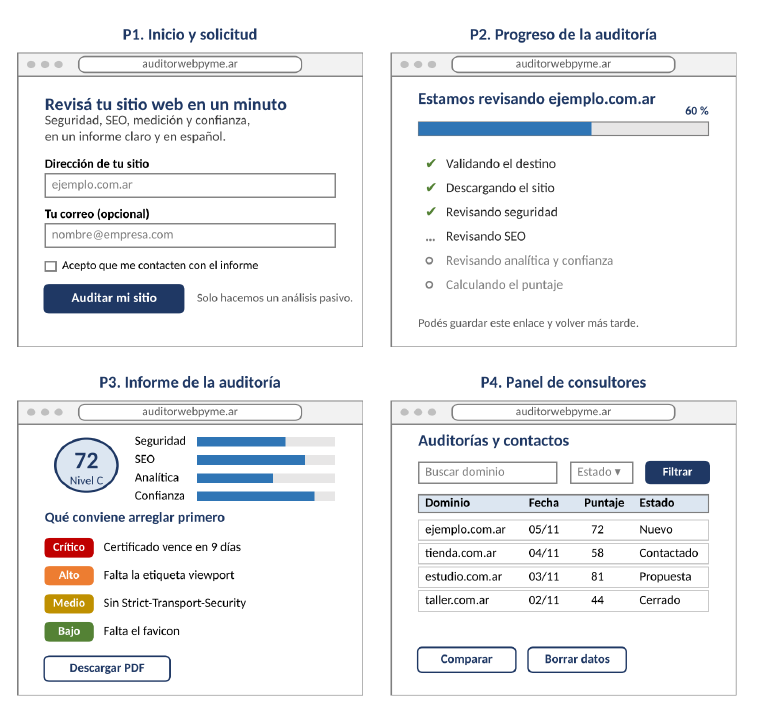 P1. Inicio y solicitud
auditorwebpyme.ar
Revisá tu sitio web en un minuto
Seguridad, SEO, medición y confianza,
en un informe claro y en español.
Dirección de tu sitio
ejemplo.com.ar
Tu correo (opcional)
nombre@empresa.com
Acepto que me contacten con el informe
Auditar mi sitio
Solo hacemos un análisis pasivo.
P2. Progreso de la auditoría
auditorwebpyme.ar
Estamos revisando ejemplo.com.ar
60 %
✔ Validando el destino
✔ Descargando el sitio
✔ Revisando seguridad
... Revisando SEO
Revisando analítica y confianza
Calculando el puntaje
Podés guardar este enlace y volver más tarde.
P3. Informe de la auditoría
auditorwebpyme.ar
72
Nivel C
Seguridad
SEO
Analítica
Confianza
Qué conviene arreglar primero
Crítico Certificado vence en 9 días
Alto Falta la etiqueta viewport
Medio Sin Strict-Transport-Security
Bajo Falta el favicon
Descargar PDF
P4. Panel de consultores
auditorwebpyme.ar
Auditorías y contactos
Buscar dominio Estado ▾ Filtrar
Dominio Fecha Puntaje Estado
ejemplo.com.ar 05/11 72 Nuevo
tienda.com.ar 04/11 58 Contactado
estudio.com.ar 03/11 81 Propuesta
taller.com.ar 02/11 44 Cerrado
Comparar Borrar datos